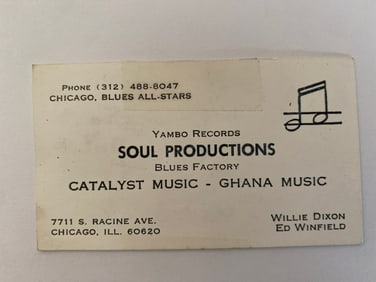 Phone (312) 488-8047
CHICAGO, BLUES ALL-STARS
Yambo Records
SOUL PRODUCTIONS
Blues Factory
CATALYST MUSIC - GHANA MUSIC
7711 S. RACINE AVE.
CHICAGO, ILL. 60620
Willie Dixon
Ed Winfield